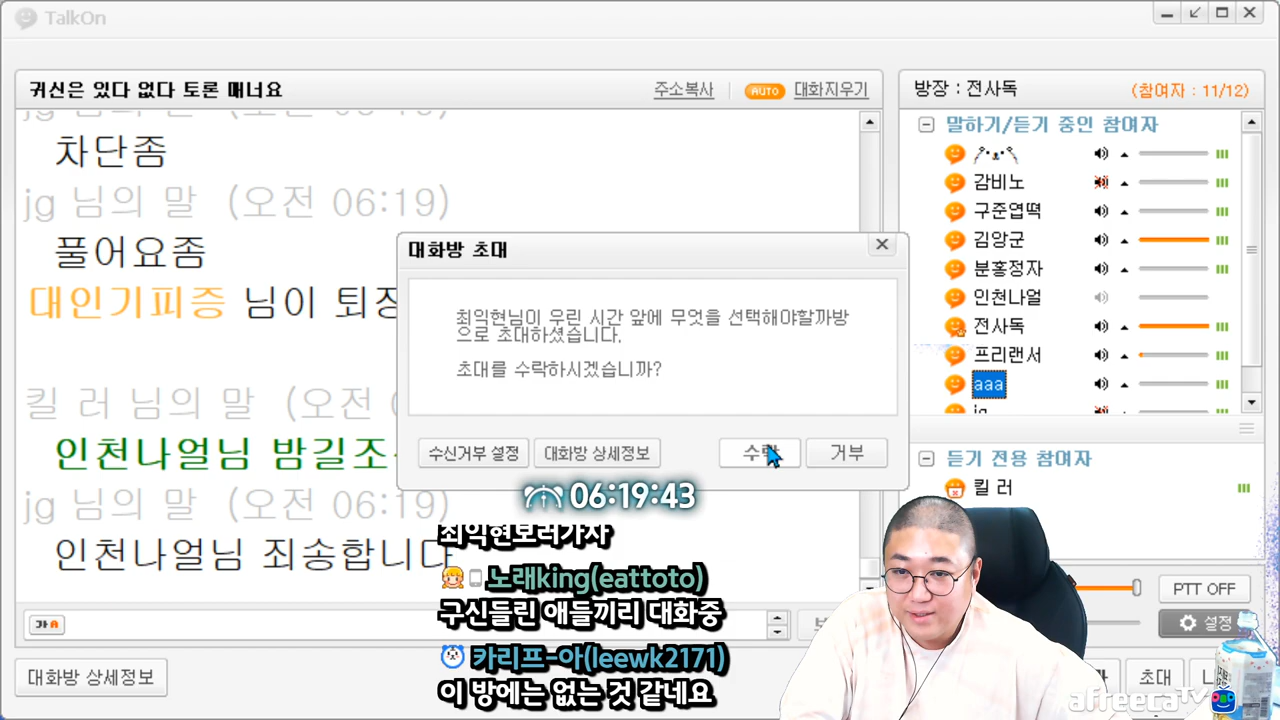 TalkOn
귀신은 있다 없다 토론 매너요
주소복사
AUTO
대화지우기
차단좀
jg 님의 말 (오전 06:19)
풀어요좀
대인기피증 님이 퇴장
킬 러 님의 말 (오전
인천나얼님 밤길조
jg 님의 말 (오전 06:19)
인천나얼님 죄송합니다
가A
대화방 상세정보
방장 : 전사독
(참여자 : 11/12)
말하기/듣기 중인 참여자
감비노
구준엽떡
김앙군
분홍정자
인천나얼
전사독
프리랜서
aaa
jg
듣기 전용 참여자
킬 러
PTT OFF
설정
초대
대화방 초대
최익현님이 우린 시간 앞에 무엇을 선택해야할까방
으로 초대하셨습니다.
초대를 수락하시겠습니까?
수신거부 설정
대화방 상세정보
수락
거부
06:19:43
최익현보러가자
노래king(eattoto)
구신들린 애들끼리 대화중
카리프-아(leewk2171)
이 방에는 없는 것 같네요
afreecaTV